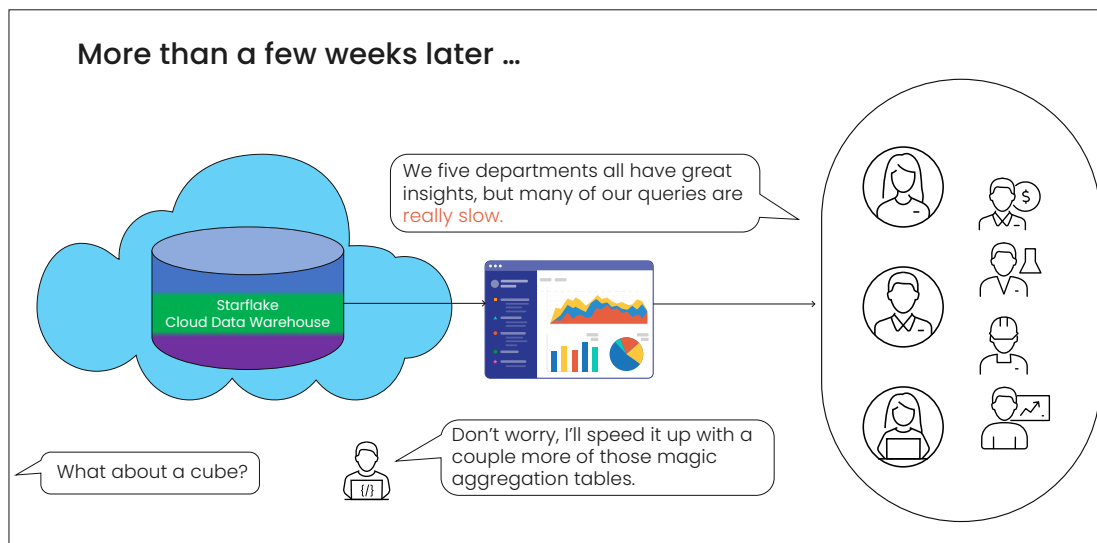 More than a few weeks later ...
We five departments all have great
insights, but many of our queries are
really slow.
$
Starflake
Cloud Data Warehouse
Don’t worry, I’ll speed it up with a
couple more of those magic
aggregation tables.
What about a cube?
{/}